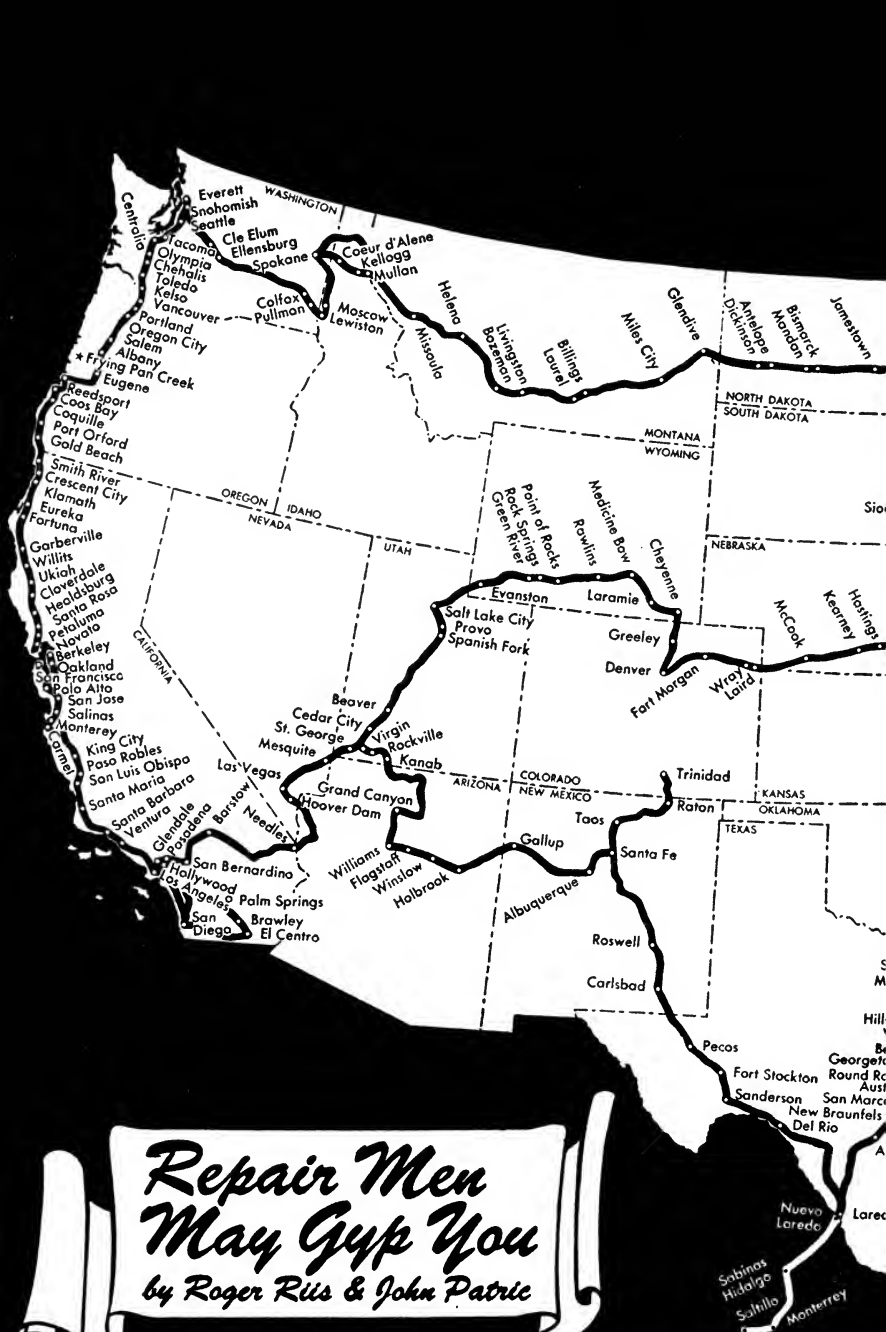 WASHINGTON
Everett
Snohomish
Seattle
Centralia
Tacoma
Olympia
Chehalis
Toledo
Kelso
Vancouver
Cle Elum
Ellensburg
Spokane
Coeur d'Alene
Kellogg
Mullan
Colfax
Pullman
Moscow
Lewiston
Missoula
Helena
Bozeman
Livingston
Laurel
Billings
Miles City
Glendive
Dickinson
Antelope
Mandan
Bismarck
Jamestown
NORTH DAKOTA
SOUTH DAKOTA
MONTANA
WYOMING
Portland
Oregon City
Salem
Albany
* Frying Pan Creek
Eugene
Reedsport
Coos Bay
Coquille
Port Orford
Gold Beach
Smith River
Crescent City
Klamath
Eureka
Fortuna
Garberville
Willits
Ukiah
Cloverdale
Healdsburg
Santa Rosa
Petaluma
Novato
Berkeley
Oakland
San Francisco
Palo Alto
San Jose
Salinas
Monterey
Carmel
King City
Paso Robles
San Luis Obispo
Santa Maria
Santa Barbara
Ventura
Glendale
Pasadena
Barstow
Needles
San Bernardino
Hollywood
Los Angeles
Palm Springs
San
Diego
Brawley
El Centro
OREGON
IDAHO
NEVADA
UTAH
CALIFORNIA
Green River
Rock Springs
Point of Rocks
Rawlins
Medicine Bow
Cheyenne
Evanston
Laramie
Sio
NEBRASKA
Salt Lake City
Provo
Spanish Fork
Greeley
Denver
Fort Morgan
Wray
Laird
McCook
Kearney
Hastings
Beaver
Cedar City
St. George
Mesquite
Las Vegas
Virgin
Rockville
Kanab
Grand Canyon
Hoover Dam
ARIZONA
COLORADO
NEW MEXICO
Trinidad
Raton
KANSAS
OKLAHOMA
TEXAS
Taos
Santa Fe
Gallup
Williams
Flagstaff
Winslow
Holbrook
Albuquerque
Roswell
Carlsbad
Pecos
Fort Stockton
Sanderson
Del Rio
S
M
Hill
Be
Georgeto
Round Ro
Aust
San Marc
New Braunfels
A
Nuevo
Laredo
Lared
Sabinas
Hidalgo
Saltillo
Monterrey
Repair Men
May Gyp You
by Roger Riis & John Patric